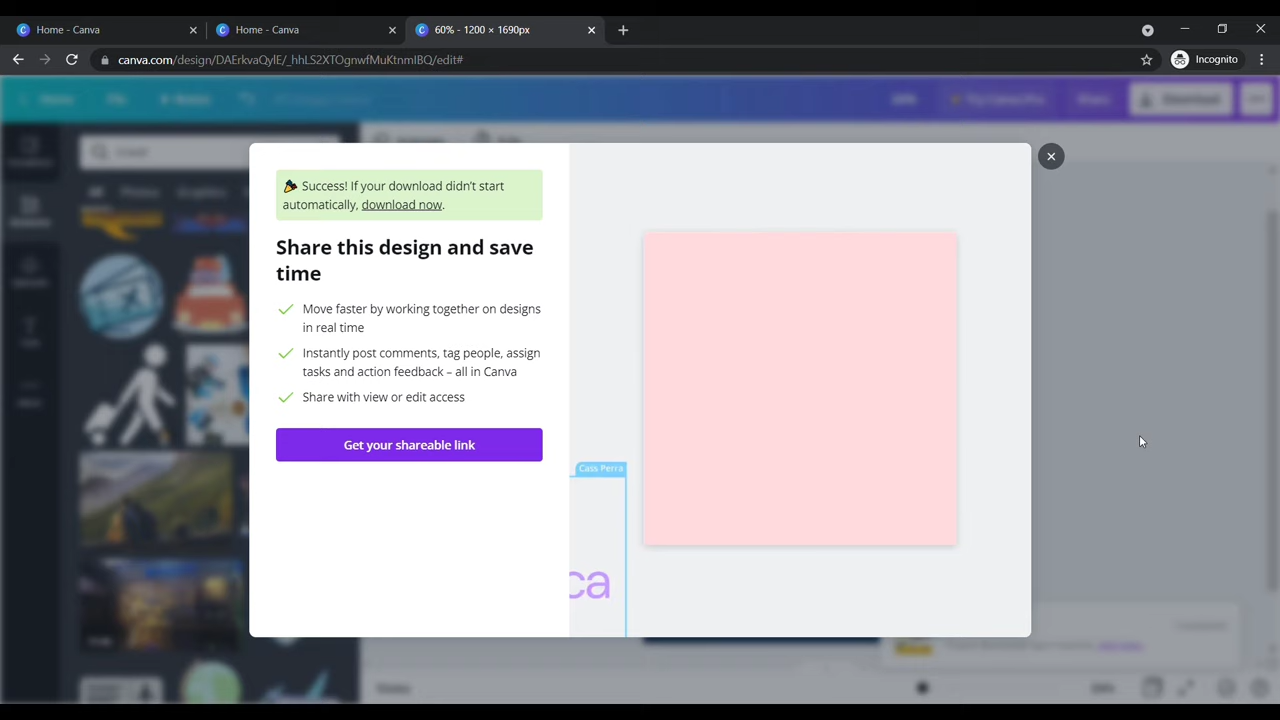 Home - Canva
Home - Canva
60% - 1200 × 1690px
canva.com/design/DAErkvaQylE/_hhLS2XTOgnwfMuKtnmIBQ/edit#
Incognito
Home
Download
Success! If your download didn't start
automatically, download now.
Share this design and save
time
Move faster by working together on designs
in real time
Instantly post comments, tag people, assign
tasks and action feedback – all in Canva
Share with view or edit access
Get your shareable link
Cass Perra
ca